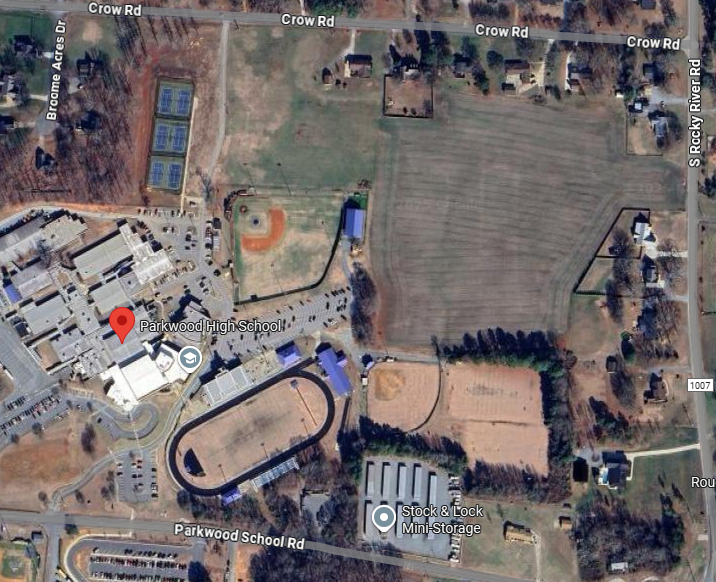 Crow Rd
Crow Rd
Crow Rd
Crow Rd
Broome Acres Dr
S Rocky River Rd
Parkwood High School
1007
Rou
Stock & Lock
Mini-Storage
Parkwood School Rd